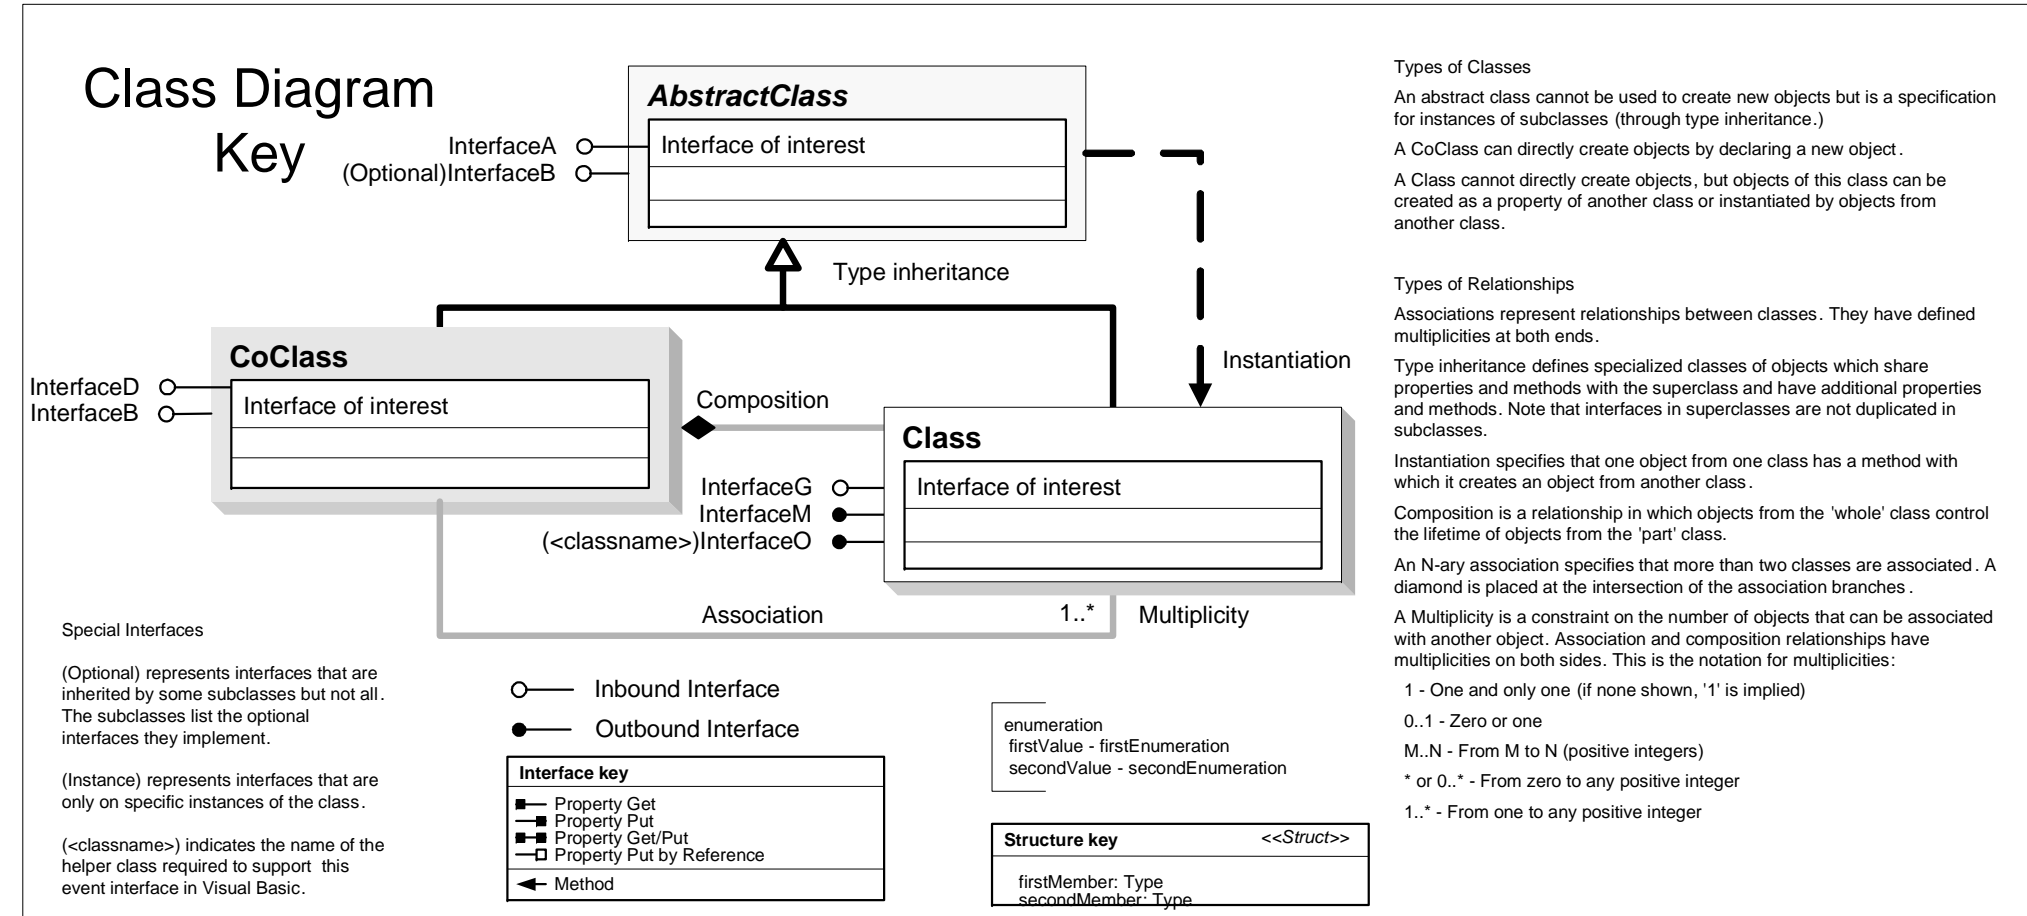 Class Diagram
Key
AbstractClass
Interface of interest
InterfaceA
(Optional)InterfaceB
Type inheritance
CoClass
Interface of interest
InterfaceD
InterfaceB
Composition
Instantiation
Class
Interface of interest
InterfaceG
InterfaceM
(<classname>)InterfaceO
Association
1..*
Multiplicity
Special Interfaces
(Optional) represents interfaces that are
inherited by some subclasses but not all.
The subclasses list the optional
interfaces they implement.
(Instance) represents interfaces that are
only on specific instances of the class.
(<classname>) indicates the name of the
helper class required to support this
event interface in Visual Basic.
Inbound Interface
Outbound Interface
Interface key
Property Get
Property Put
Property Get/Put
Property Put by Reference
Method
enumeration
firstValue - firstEnumeration
secondValue - secondEnumeration
Structure key <<Struct>>
firstMember: Type
secondMember: Type
Types of Classes
An abstract class cannot be used to create new objects but is a specification
for instances of subclasses (through type inheritance.)
A CoClass can directly create objects by declaring a new object.
A Class cannot directly create objects, but objects of this class can be
created as a property of another class or instantiated by objects from
another class.
Types of Relationships
Associations represent relationships between classes. They have defined
multiplicities at both ends.
Type inheritance defines specialized classes of objects which share
properties and methods with the superclass and have additional properties
and methods. Note that interfaces in superclasses are not duplicated in
subclasses.
Instantiation specifies that one object from one class has a method with
which it creates an object from another class.
Composition is a relationship in which objects from the 'whole' class control
the lifetime of objects from the 'part' class.
An N-ary association specifies that more than two classes are associated. A
diamond is placed at the intersection of the association branches.
A Multiplicity is a constraint on the number of objects that can be associated
with another object. Association and composition relationships have
multiplicities on both sides. This is the notation for multiplicities:
1 - One and only one (if none shown, '1' is implied)
0..1 - Zero or one
M..N - From M to N (positive integers)
* or 0..* - From zero to any positive integer
1..* - From one to any positive integer